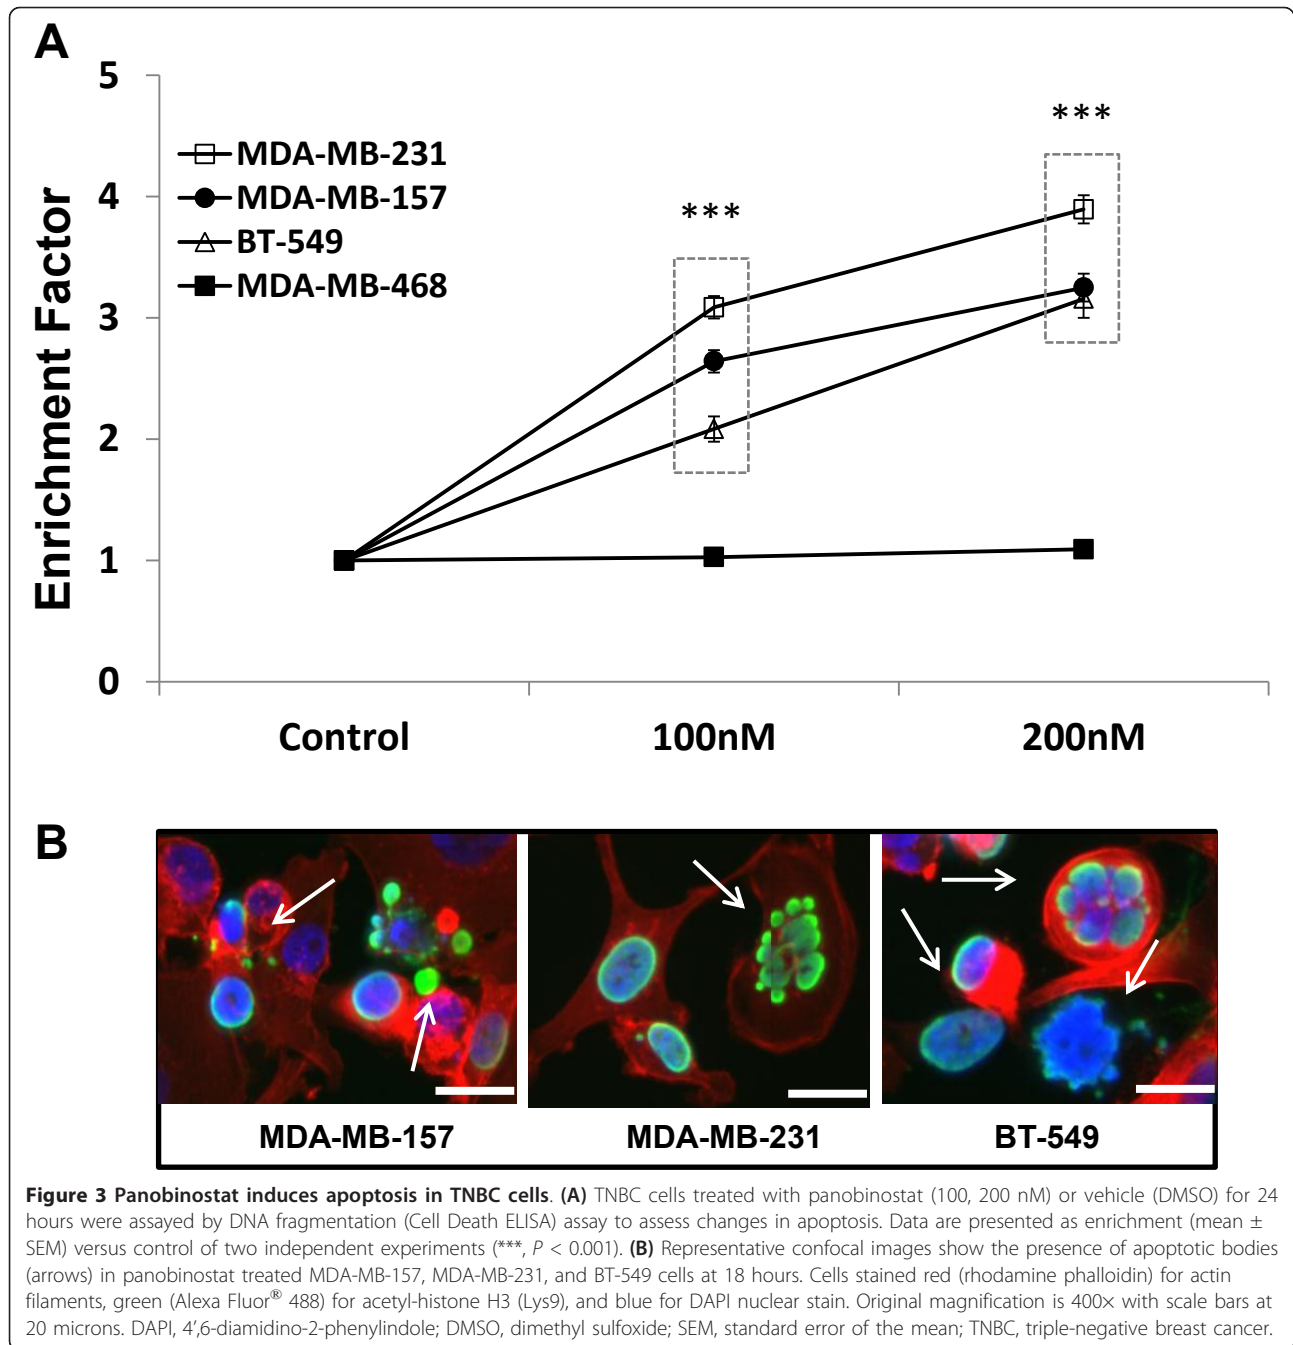 A
5
4
3
2
1
0
Enrichment Factor
MDA-MB-231
MDA-MB-157
BT-549
MDA-MB-468
***
***
Control 100nM 200nM
B
MDA-MB-157 MDA-MB-231 BT-549
Figure 3 Panobinostat induces apoptosis in TNBC cells. (A) TNBC cells treated with panobinostat (100, 200 nM) or vehicle (DMSO) for 24
hours were assayed by DNA fragmentation (Cell Death ELISA) assay to assess changes in apoptosis. Data are presented as enrichment (mean ±
SEM) versus control of two independent experiments (***, P < 0.001). (B) Representative confocal images show the presence of apoptotic bodies
(arrows) in panobinostat treated MDA-MB-157, MDA-MB-231, and BT-549 cells at 18 hours. Cells stained red (rhodamine phalloidin) for actin
filaments, green (Alexa Fluor® 488) for acetyl-histone H3 (Lys9), and blue for DAPI nuclear stain. Original magnification is 400× with scale bars at
20 microns. DAPI, 4’,6-diamidino-2-phenylindole; DMSO, dimethyl sulfoxide; SEM, standard error of the mean; TNBC, triple-negative breast cancer.